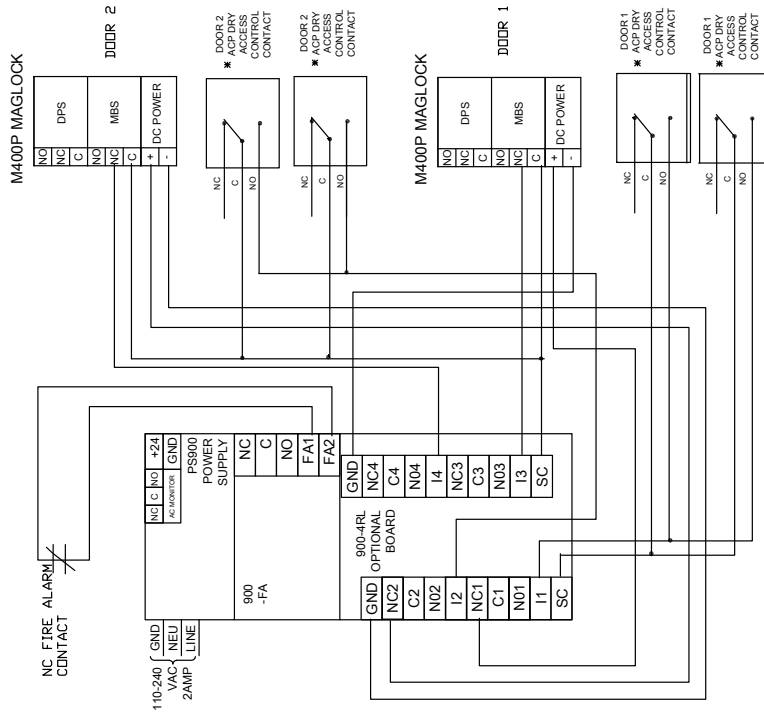 M400P MAGLOCK
DOOR 2
NO
NC
C
DPS
NO
NC
C
MBS
+
-
DC POWER
DOOR 2
* ACP DRY
ACCESS
CONTROL
CONTACT
NC
C
NO
DOOR 2
* ACP DRY
ACCESS
CONTROL
CONTACT
NC
C
NO
M400P MAGLOCK
DOOR 1
NO
NC
C
DPS
NO
NC
C
MBS
+
-
DC POWER
DOOR 1
* ACP DRY
ACCESS
CONTROL
CONTACT
NC
C
NO
DOOR 1
* ACP DRY
ACCESS
CONTROL
CONTACT
NC
C
NO
NC FIRE ALARM
CONTACT
110-240
VAC
2AMP
GND
NEU
LINE
NC C NO
AC MONITOR
+24
GND
PS900
POWER
SUPPLY
900
-FA
NC
C
NO
FA1
FA2
900-4RL
OPTIONAL
BOARD
GND
NC4
C4
N04
I4
NC3
C3
N03
I3
SC
GND
NC2
C2
N02
I2
NC1
C1
N01
I1
SC